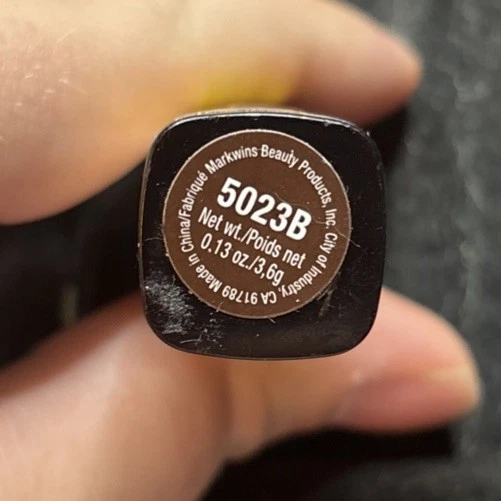 5023B
Net wt./Poids net
0.13 oz./3,6g
Markwins Beauty Products, Inc. City of Industry, CA 91789 Made in China/Fabriqué